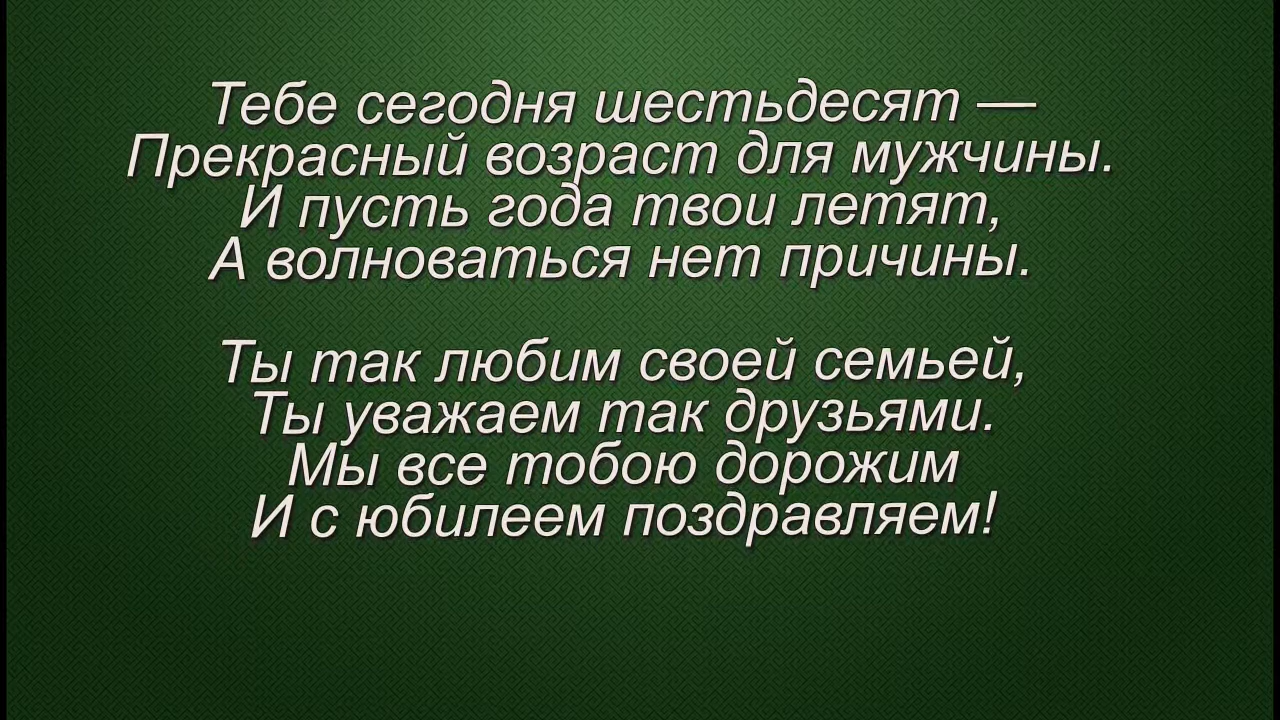 Тебе сегодня шестьдесят —
Прекрасный возраст для мужчины.
И пусть года твои летят,
А волноваться нет причины.
Ты так любим своей семьей,
Ты уважаем так друзьями.
Мы все тобою дорожим
И с юбилеем поздравляем!